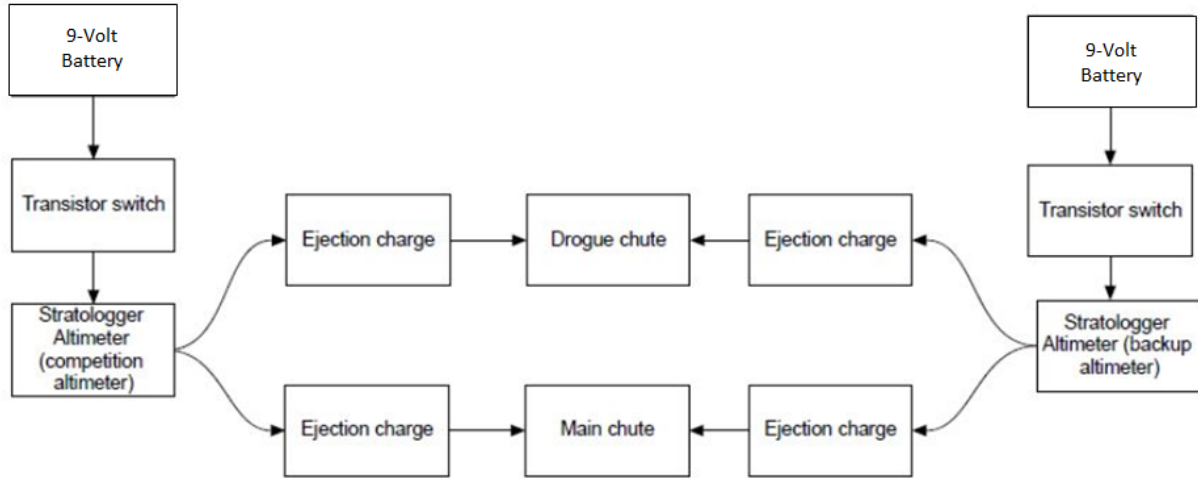 9-Volt
Battery
9-Volt
Battery
Transistor switch
Transistor switch
Ejection charge
Drogue chute
Ejection charge
Stratologger
Altimeter
(competition
altimeter)
Stratologger
Altimeter (backup
altimeter)
Ejection charge
Main chute
Ejection charge